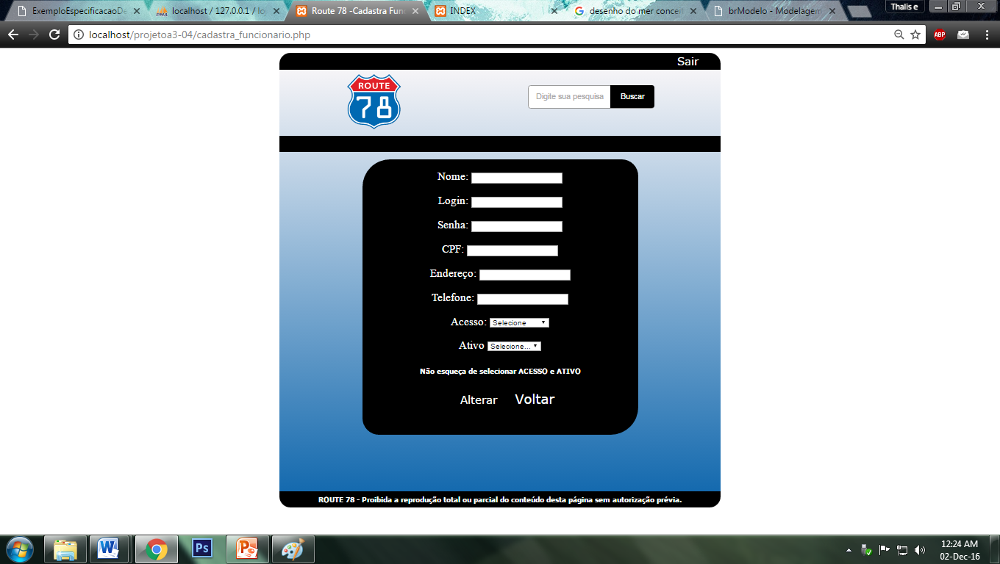 ExemploEspecificacaoDe
localhost / 127.0.0.1 / lo
Route 78 -Cadastra Fun
INDEX
desenho do mer conceit
brModelo - Modelagem
Thalis e
localhost/projetoa3-04/cadastra_funcionario.php
ABP
Sair
ROUTE
78
Digite sua pesquisa
Buscar
Nome:
Login:
Senha:
CPF:
Endereço:
Telefone:
Acesso: Selecione
Ativo Selecione...
Não esqueça de selecionar ACESSO e ATIVO
Alterar Voltar
ROUTE 78 - Proibida a reprodução total ou parcial do conteúdo desta página sem autorização prévia.
Ps
12:24 AM
02-Dec-16